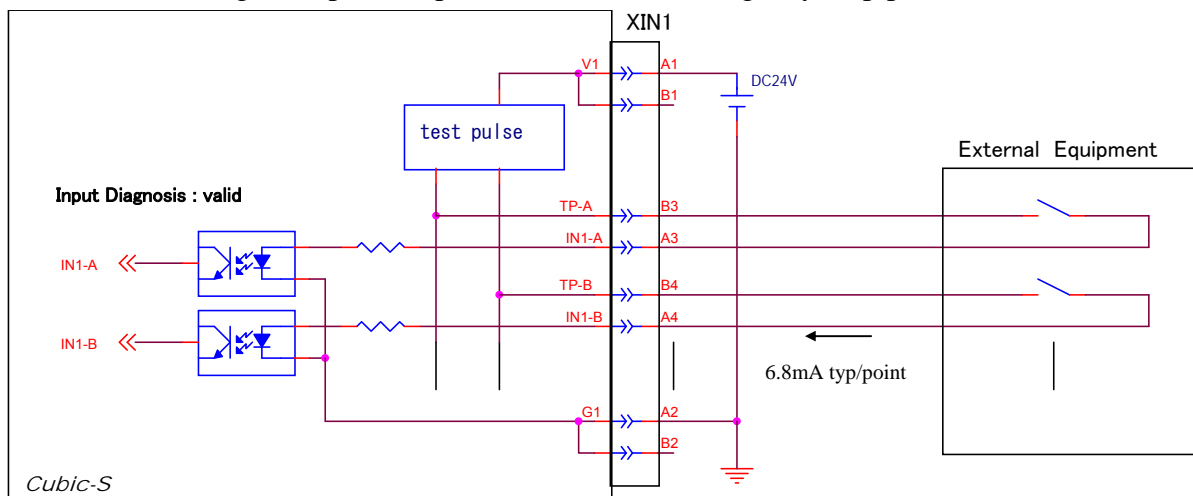 XIN1
V1
A1
DC24V
B1
test pulse
External Equipment
Input Diagnosis : valid
TP-A
B3
IN1-A
IN1-A
A3
TP-B
B4
IN1-B
IN1-B
A4
6.8mA typ/point
G1
A2
B2
Cubic-S